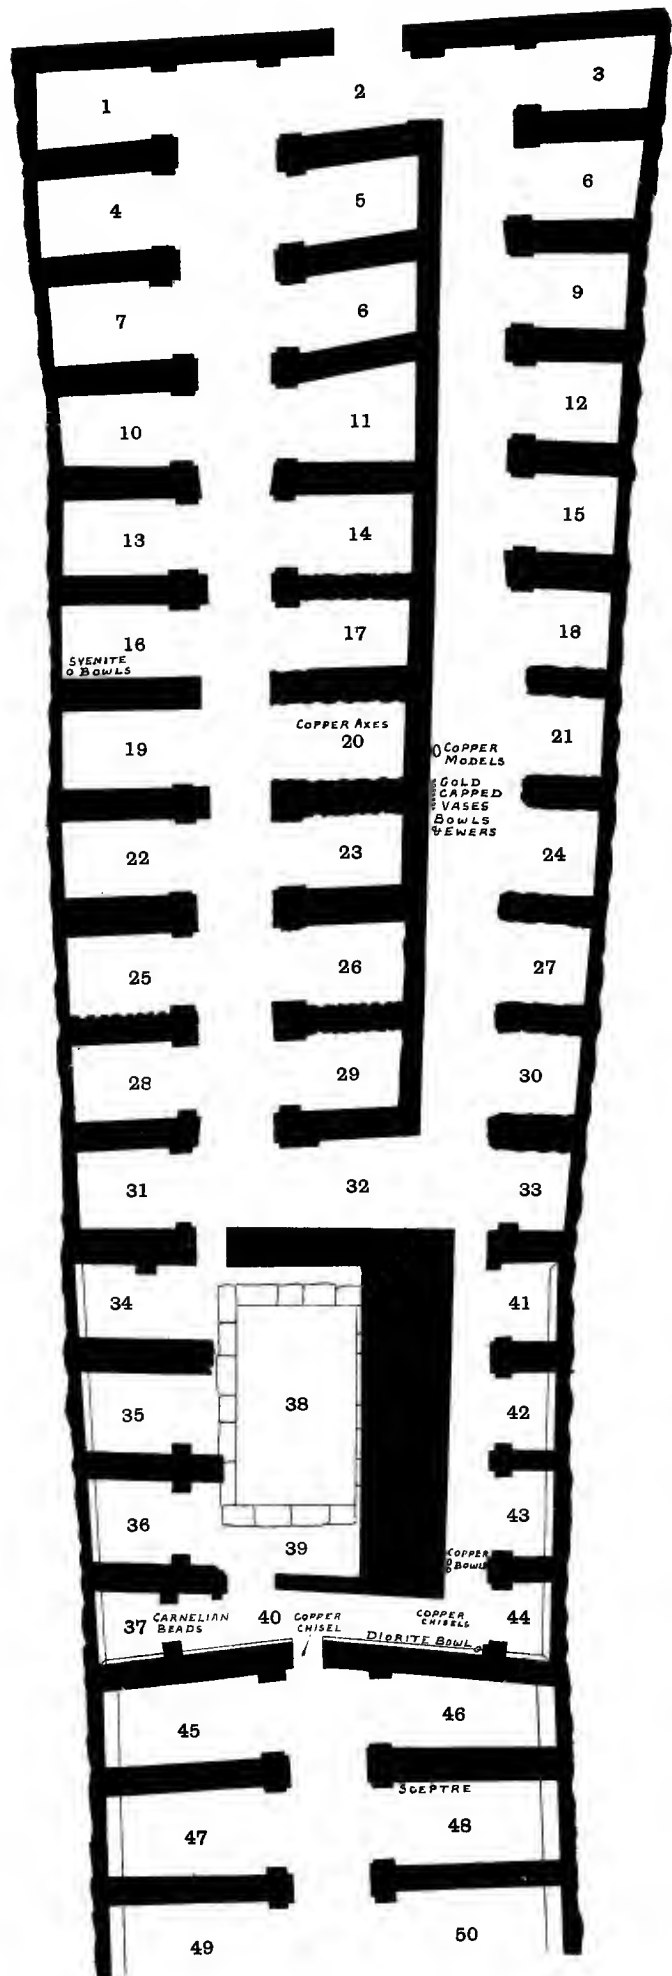 1
2
3
4
5
6
7
6
9
10
11
12
13
14
15
16
17
18
SYENITE
O BOWLS
COPPER AXES
19
20
21
COPPER
MODELS
GOLD
CAPPED
VASES
BOWLS
& EWERS
22
23
24
25
26
27
28
29
30
31
32
33
34
41
35
38
42
36
39
43
COPPER
BOWLS
37
CARNELIAN
BEADS
40
COPPER
CHISEL
COPPER
CHISELS
44
DIORITE BOWL
45
46
SCEPTRE
47
48
49
50